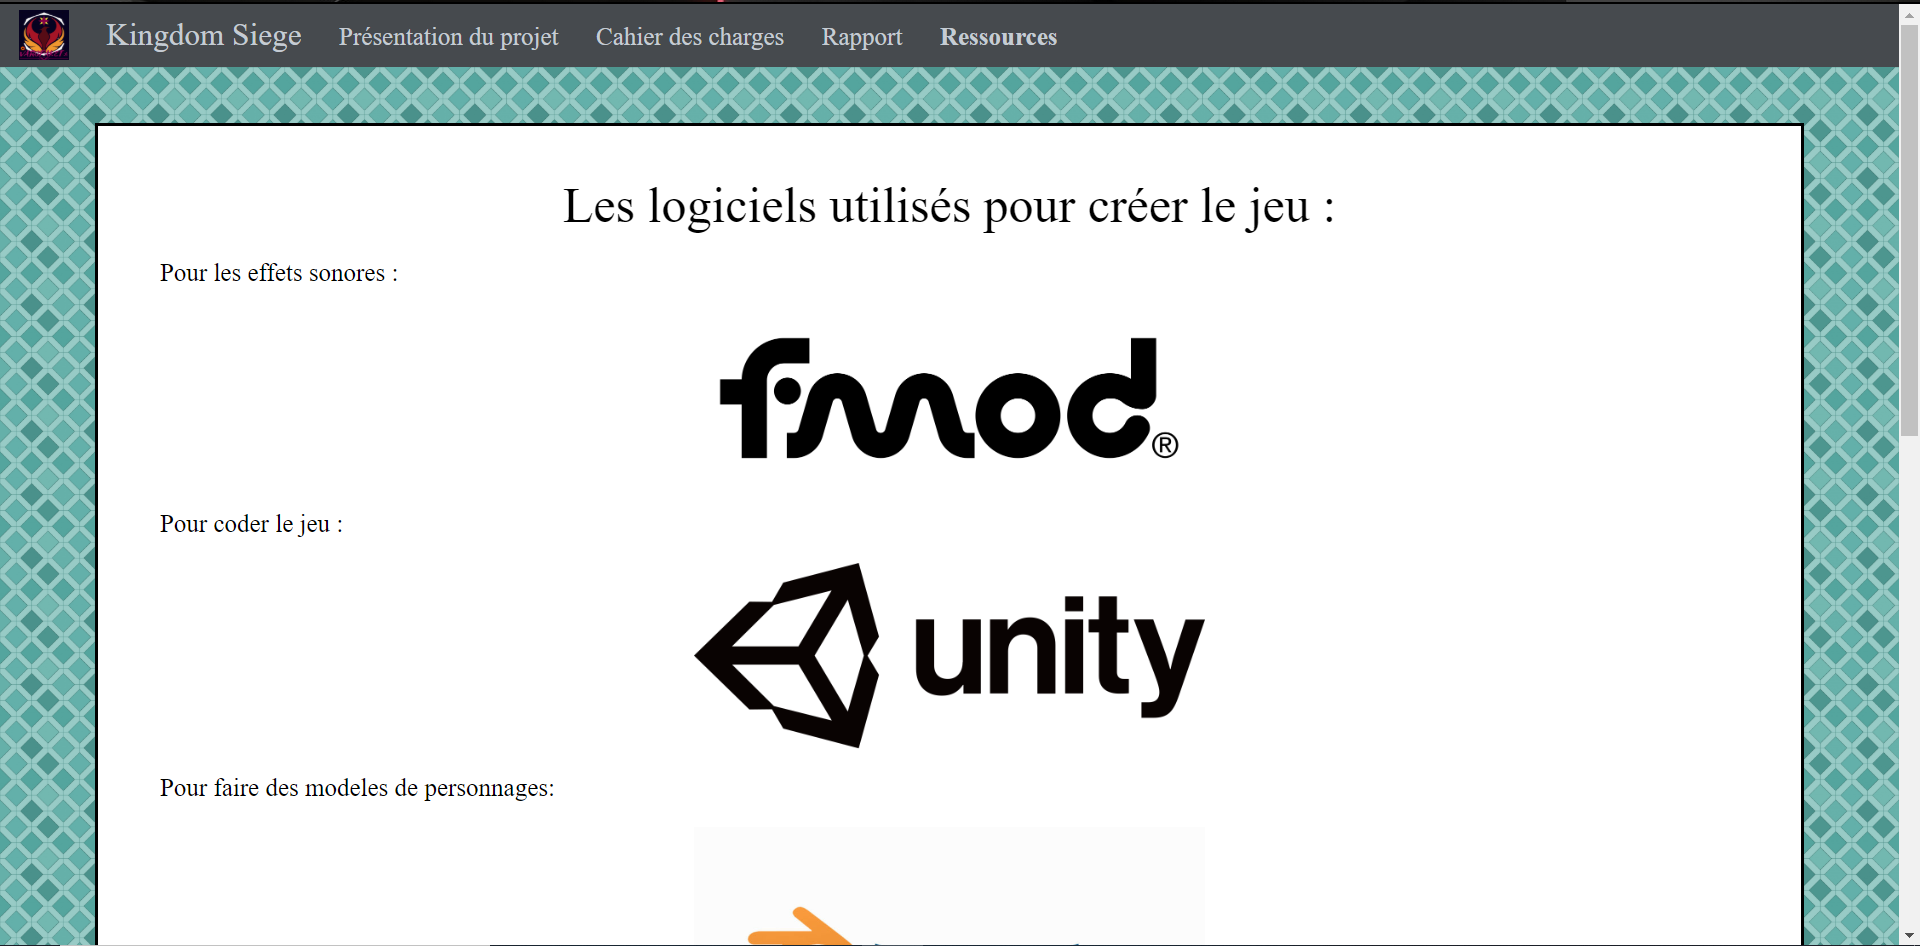 Kingdom Siege Présentation du projet Cahier des charges Rapport Ressources
Les logiciels utilisés pour créer le jeu :
Pour les effets sonores :
fmod®
Pour coder le jeu :
unity
Pour faire des modeles de personnages: